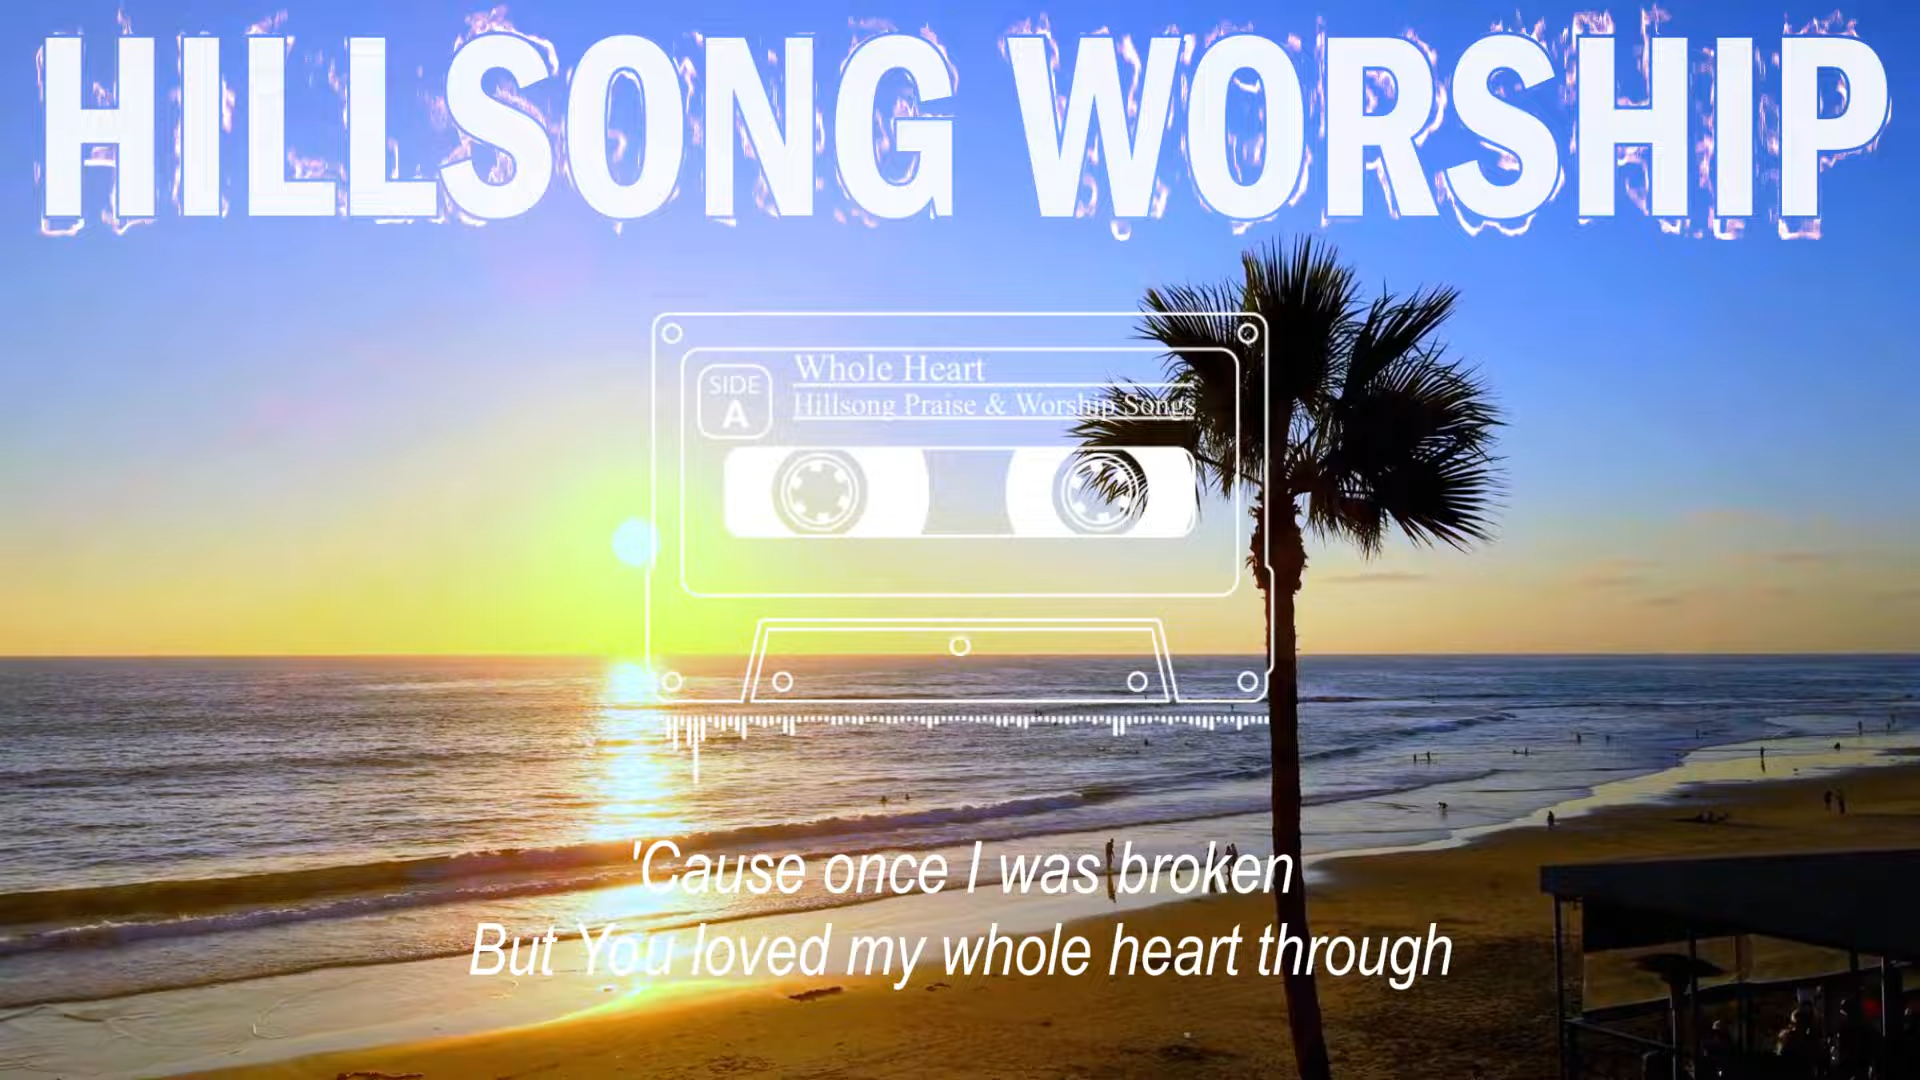 HILLSONG WORSHIP
SIDE
A
Whole Heart
Hillsong Praise & Worship Songs
'Cause once I was broken
But You loved my whole heart through